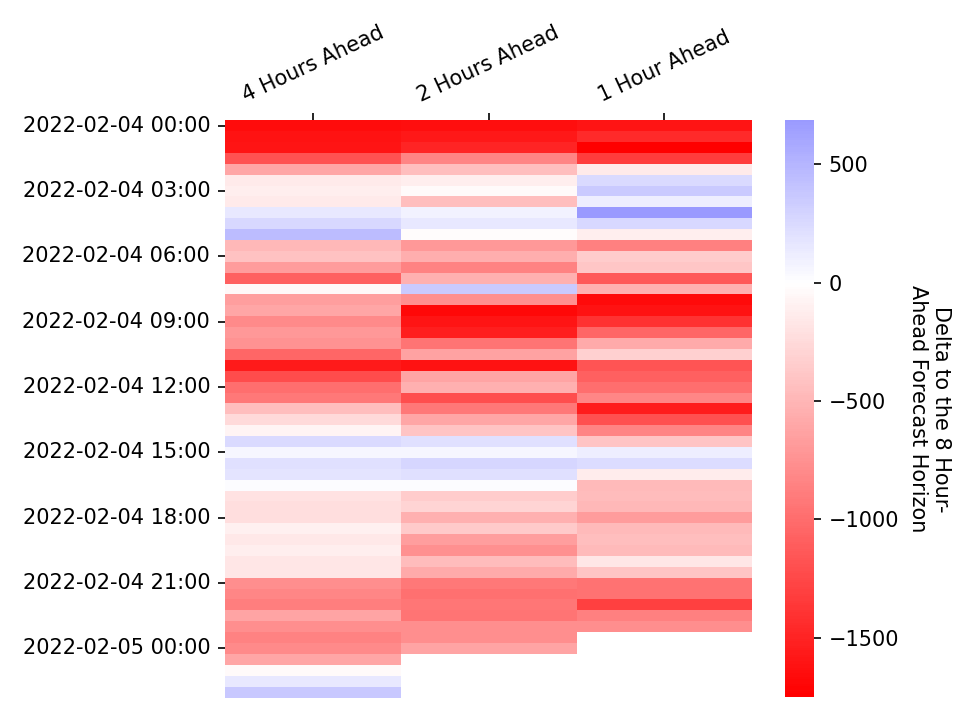 4 Hours Ahead
2 Hours Ahead
1 Hour Ahead
2022-02-04 00:00
2022-02-04 03:00
2022-02-04 06:00
2022-02-04 09:00
2022-02-04 12:00
2022-02-04 15:00
2022-02-04 18:00
2022-02-04 21:00
2022-02-05 00:00
500
0
−500
−1000
−1500
Delta to the 8 Hour-
Ahead Forecast Horizon